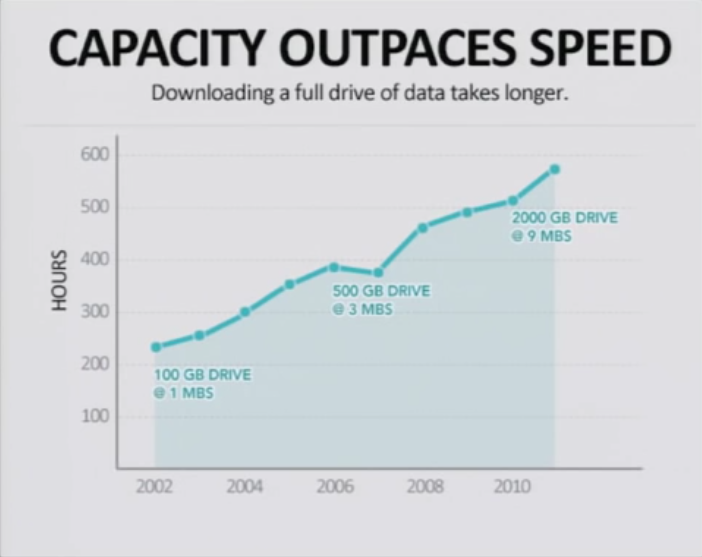 CAPACITY OUTPACES SPEED
Downloading a full drive of data takes longer.
600
500
400
300
200
100
HOURS
100 GB DRIVE
@ 1 MBS
500 GB DRIVE
@ 3 MBS
2000 GB DRIVE
@ 9 MBS
2002
2004
2006
2008
2010